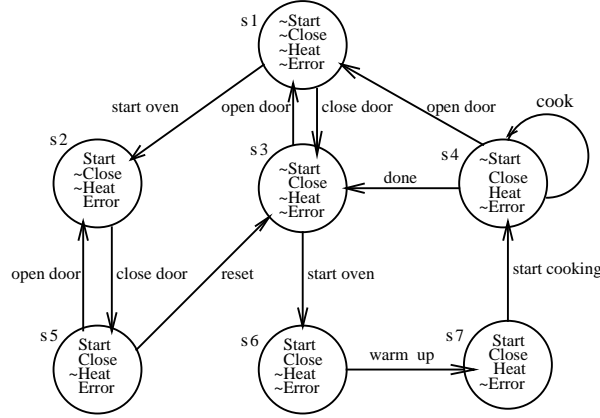 s1
~Start
~Close
~Heat
~Error
start oven
open door
close door
open door
cook
s2
Start
~Close
~Heat
Error
s3
~Start
Close
~Heat
~Error
s4
~Start
Close
Heat
~Error
done
open door
close door
reset
start oven
start cooking
s5
Start
Close
~Heat
Error
s6
Start
Close
~Heat
~Error
warm up
s7
Start
Close
Heat
~Error